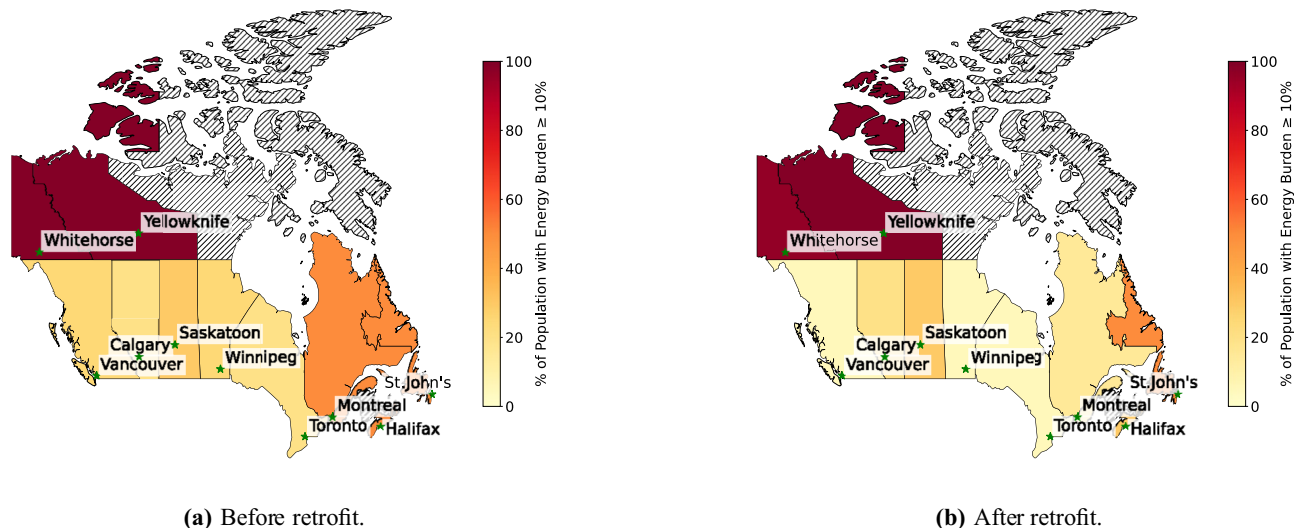 100
80
60
40
20
0
% of Population with Energy Burden ≥ 10%
Yellowknife
Whitehorse
Saskatoon
Calgary
Winnipeg
Vancouver
St.John's
Montreal
Toronto
Halifax
(a) Before retrofit.
100
80
60
40
20
0
% of Population with Energy Burden ≥ 10%
Yellowknife
Whitehorse
Saskatoon
Calgary
Winnipeg
Vancouver
St.John's
Montreal
Toronto
Halifax
(b) After retrofit.